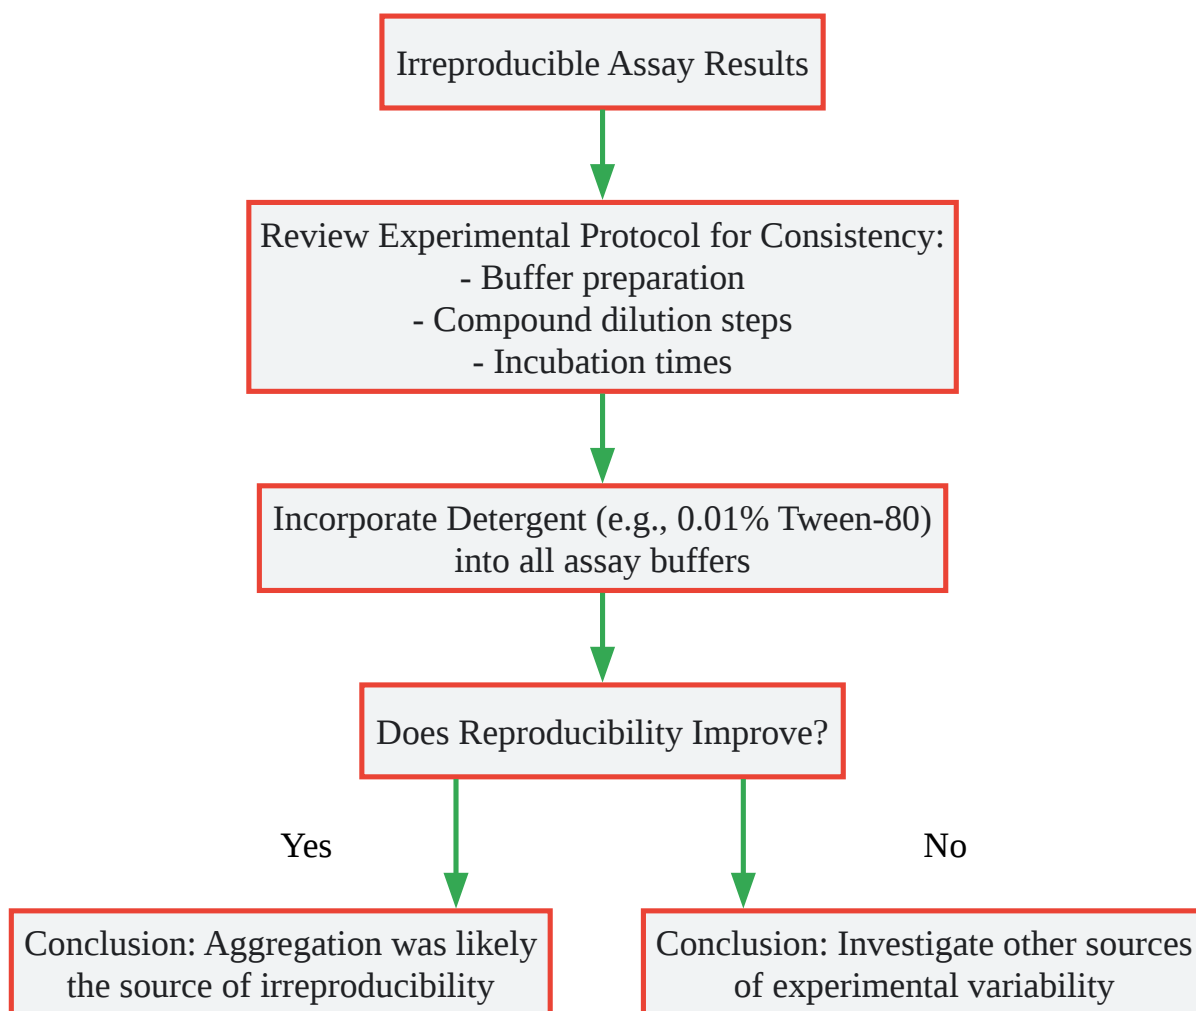 Irreproducible Assay Results
Review Experimental Protocol for Consistency:
- Buffer preparation
- Compound dilution steps
- Incubation times
Incorporate Detergent (e.g., 0.01% Tween-80)
into all assay buffers
Does Reproducibility Improve?
Yes
No
Conclusion: Aggregation was likely
the source of irreproducibility
Conclusion: Investigate other sources
of experimental variability